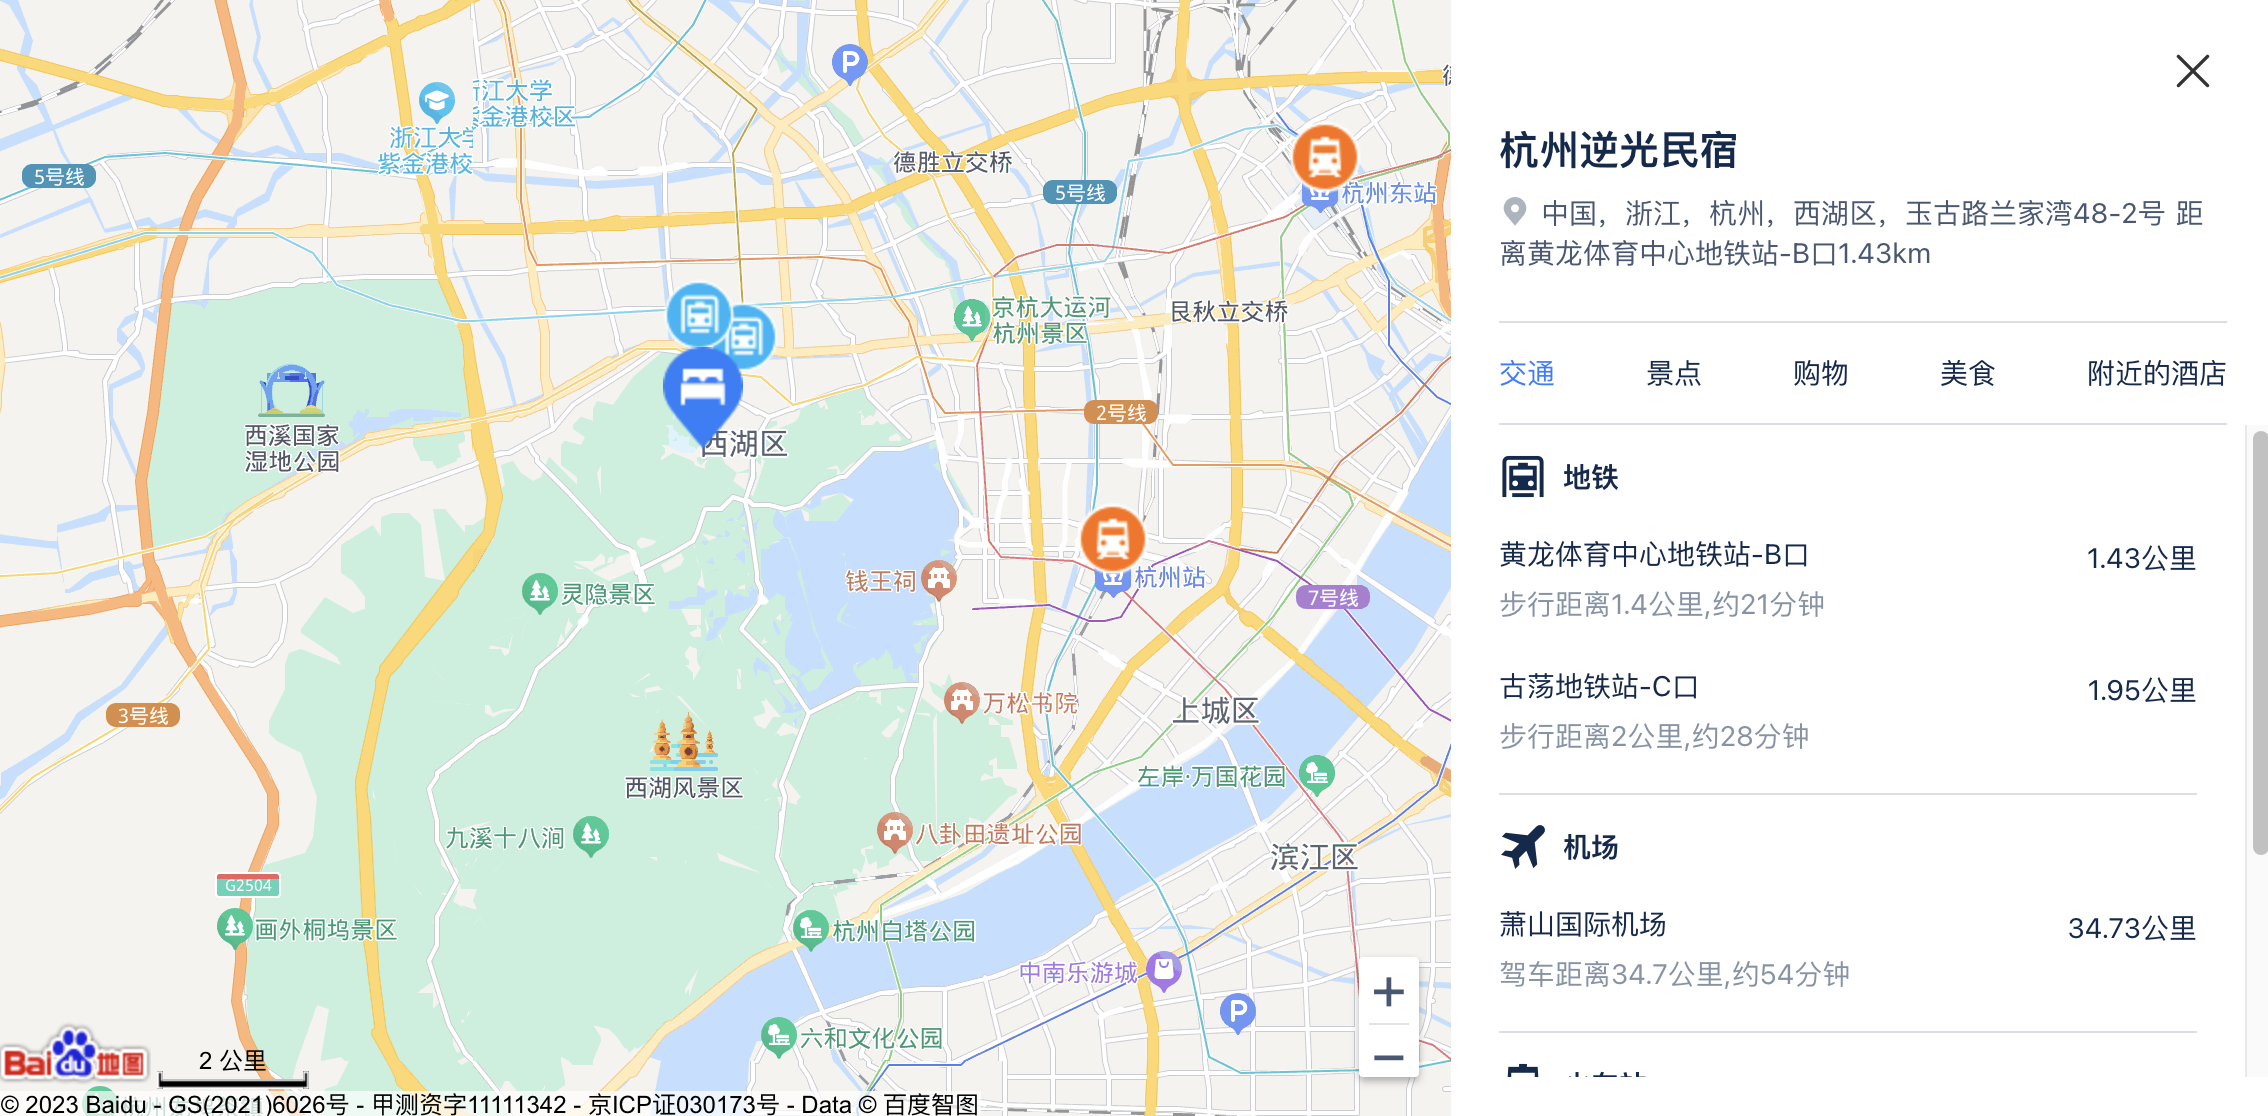 浙江大学
紫金港校区
5号线
德胜立交桥
5号线
杭州东站
京杭大运河
杭州景区
艮秋立交桥
西溪国家
湿地公园
西湖区
2号线
灵隐景区
钱王祠
杭州站
7号线
3号线
万松书院
上城区
西湖风景区
左岸·万国花园
九溪十八涧
八卦田遗址公园
滨江区
G2504
画外桐坞景区
杭州白塔公园
中南乐游城
六和文化公园
P
P
Baidu地图
2 公里
© 2023 Baidu - GS(2021)6026号 - 甲测资字11111342 - 京ICP证030173号 - Data © 百度智图
杭州逆光民宿
中国，浙江，杭州，西湖区，玉古路兰家湾48-2号 距
离黄龙体育中心地铁站-B口1.43km
交通 景点 购物 美食 附近的酒店
地铁
黄龙体育中心地铁站-B口 1.43公里
步行距离1.4公里,约21分钟
古荡地铁站-C口 1.95公里
步行距离2公里,约28分钟
机场
萧山国际机场 34.73公里
驾车距离34.7公里,约54分钟